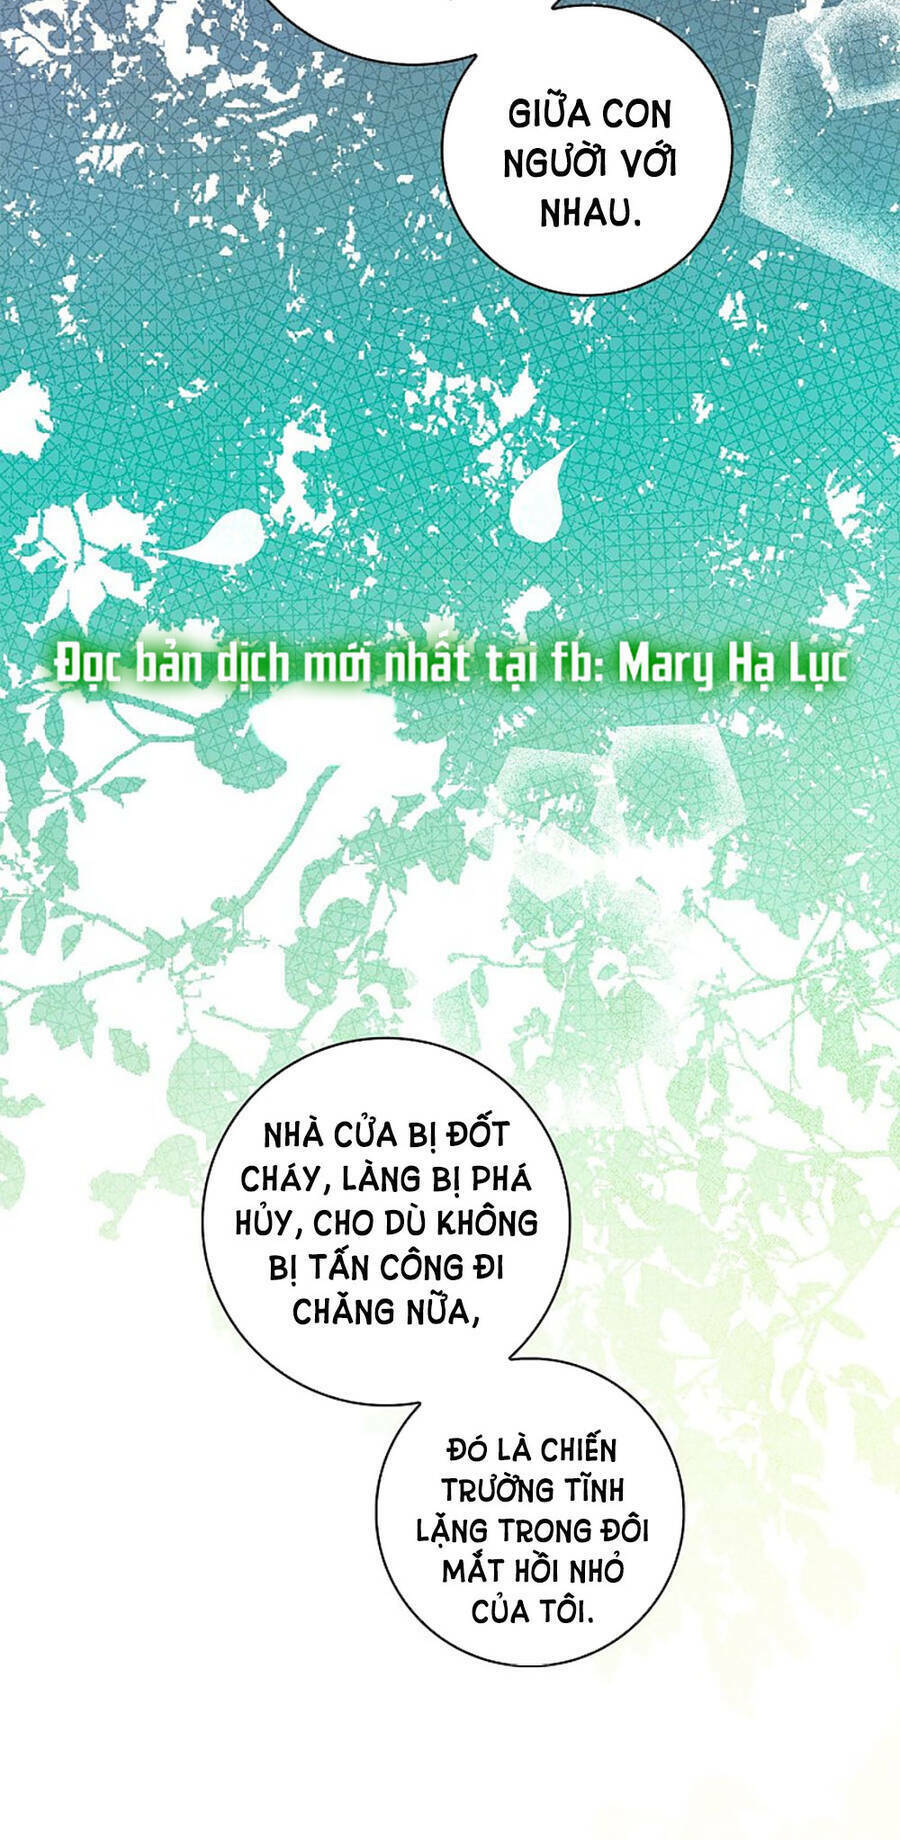 GIỮA CON
NGƯỜI VỚI
NHAU.
Đọc bản dịch mới nhất tại fb: Mary Hạ Lục
NHÀ CỬA BỊ ĐỐT
CHÁY, LÀNG BỊ PHÁ
HỦY, CHO DÙ KHÔNG
BỊ TẤN CÔNG ĐI
CHĂNG NỮA,
ĐÓ LÀ CHIẾN
TRƯỜNG TĨNH
LẶNG TRONG ĐÔI
MẮT HỒI NHỎ
CỦA TÔI.